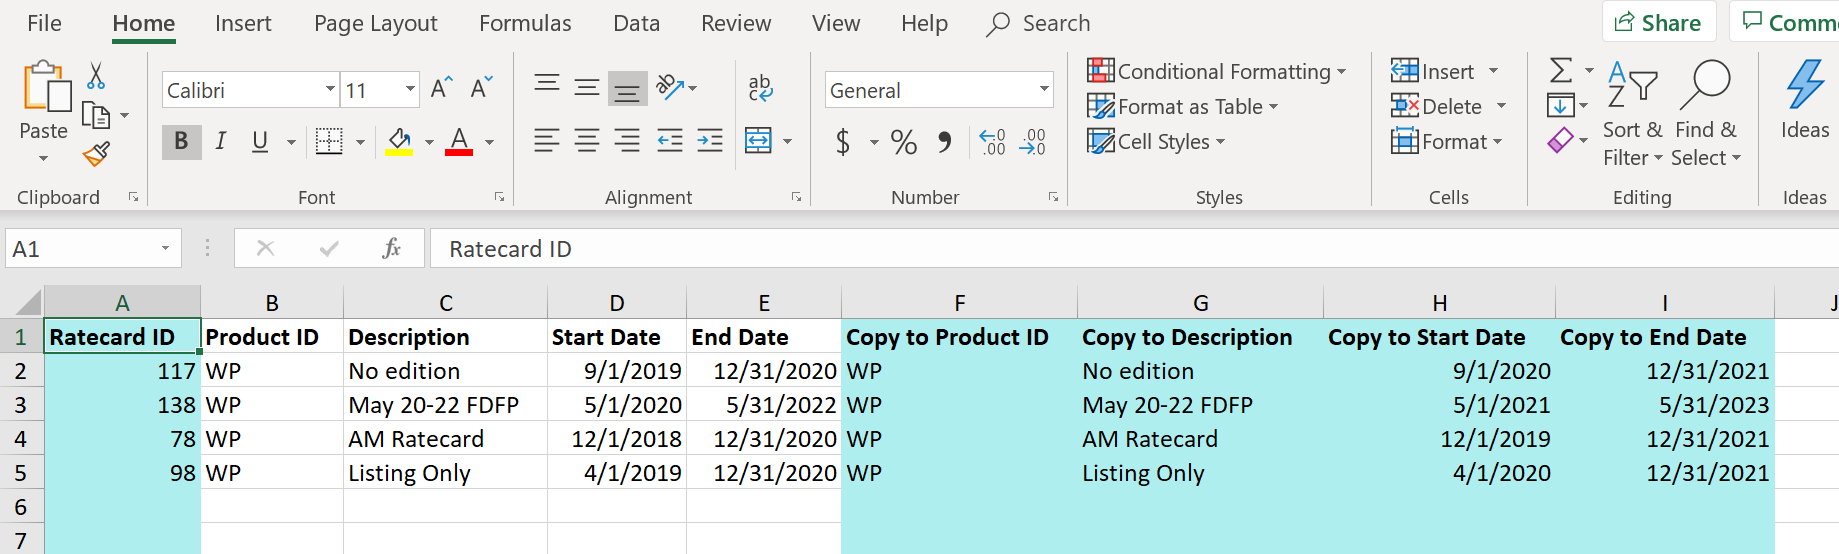 File Home Insert Page Layout Formulas Data Review View Help Search Share
Calibri 11 A A ab ab c General Conditional Formatting Insert Σ A Z
Paste Format as Table Delete
B I U A $ % 9 0 .00 .00 0 Cell Styles Format Sort & Filter Find & Select Ideas
Clipboard Font Alignment Number Styles Cells Editing Ideas
A1 fx Ratecard ID
A B C D E F G H I J
1 Ratecard ID Product ID Description Start Date End Date Copy to Product ID Copy to Description Copy to Start Date Copy to End Date
2 117 WP No edition 9/1/2019 12/31/2020 WP No edition 9/1/2020 12/31/2021
3 138 WP May 20-22 FDFP 5/1/2020 5/31/2022 WP May 20-22 FDFP 5/1/2021 5/31/2023
4 78 WP AM Ratecard 12/1/2018 12/31/2020 WP AM Ratecard 12/1/2019 12/31/2021
5 98 WP Listing Only 4/1/2019 12/31/2020 WP Listing Only 4/1/2020 12/31/2021
6
7